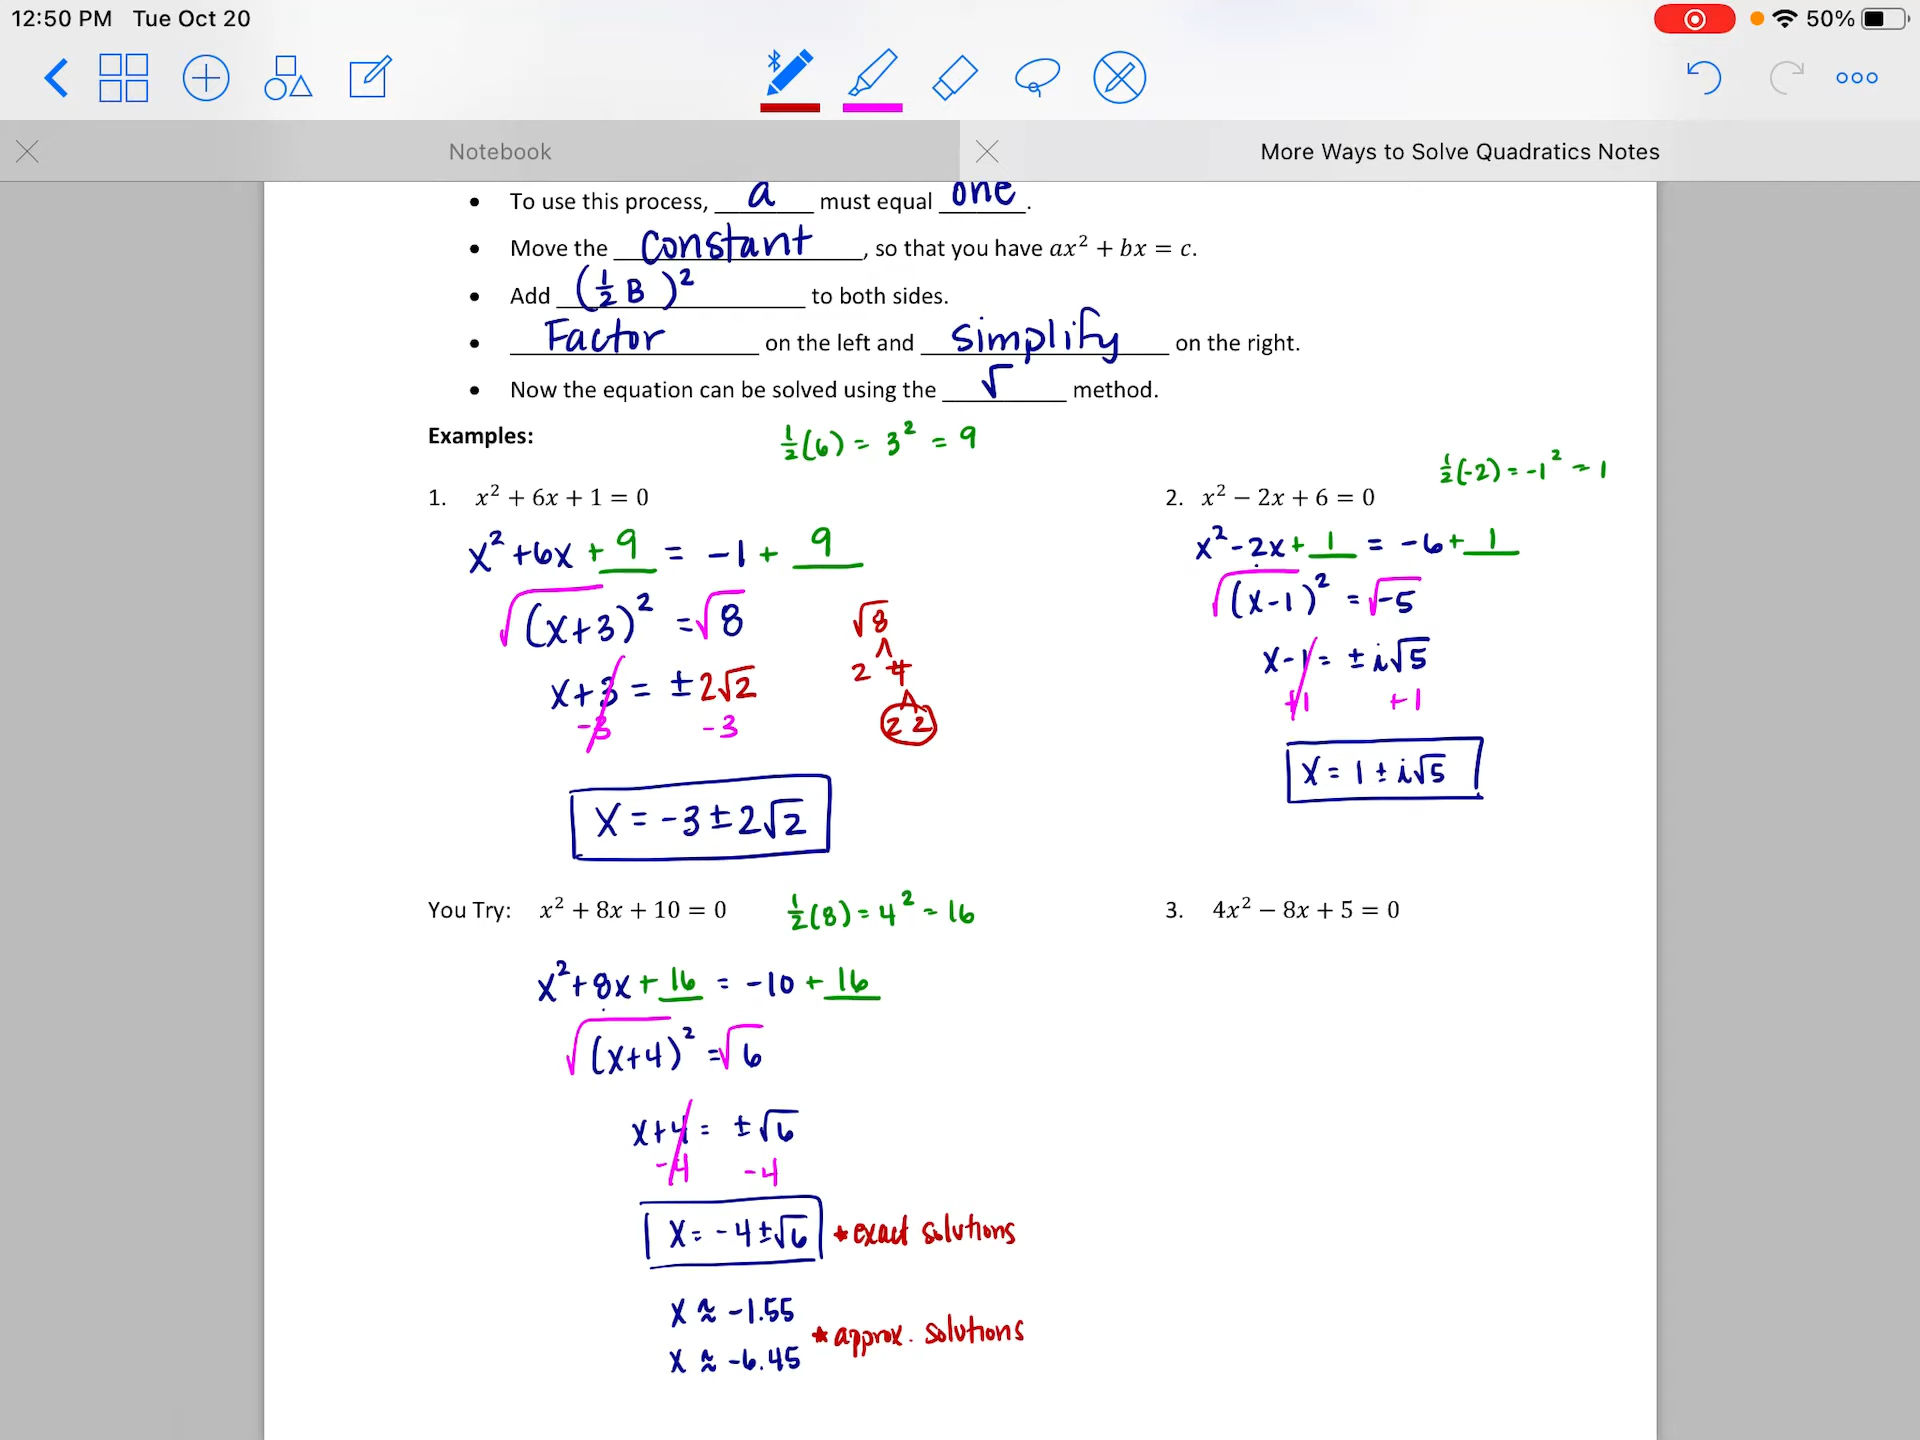 12:50 PM Tue Oct 20 50%
Notebook
More Ways to Solve Quadratics Notes
• To use this process, a must equal one.
• Move the constant, so that you have ax² + bx = c.
• Add (½ B)² to both sides.
• Factor on the left and simplify on the right.
• Now the equation can be solved using the √ method.
Examples:
½(6) = 3² = 9
1. x² + 6x + 1 = 0
x² + 6x + 9 = -1 + 9
√(x+3)² = √8
x+3 = ± 2√2
-3 -3
√8
2 4
2 2
X = -3 ± 2√2
½(-2) = -1² = 1
2. x² − 2x + 6 = 0
x² - 2x + 1 = -6 + 1
√(x-1)² = √-5
x-1 = ± i√5
+1 +1
X = 1 ± i√5
You Try: x² + 8x + 10 = 0
½(8) = 4² = 16
x² + 8x + 16 = -10 + 16
√(x+4)² = √6
x+4 = ± √6
-4 -4
X = -4 ± √6 * exact solutions
X ≈ -1.55
X ≈ -6.45
* approx. solutions
3. 4x² − 8x + 5 = 0